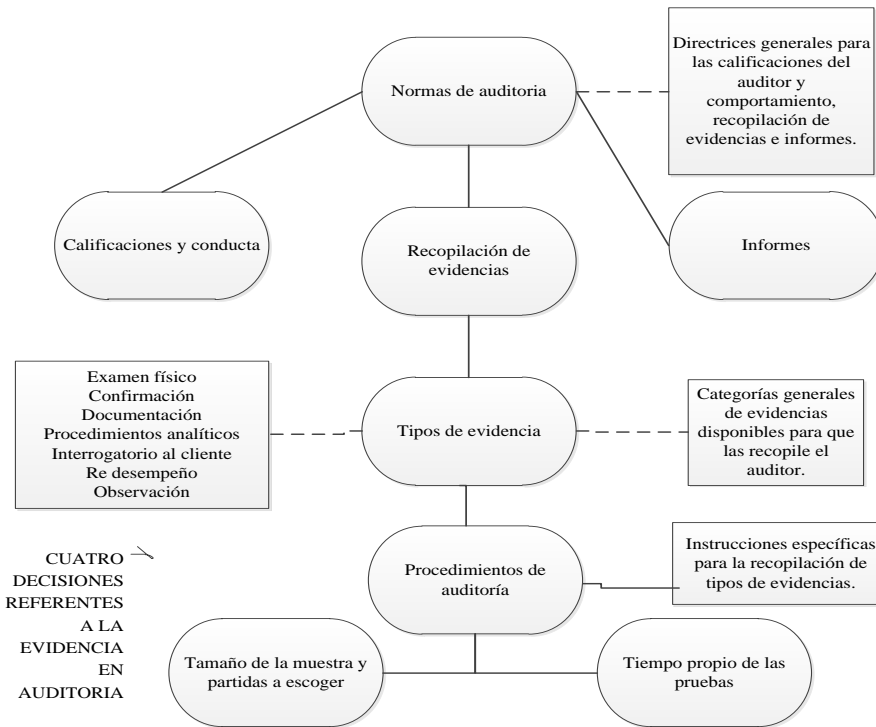 Normas de auditoria
Directrices generales para
las calificaciones del
auditor y
comportamiento,
recopilación de
evidencias e informes.
Calificaciones y conducta
Recopilación de
evidencias
Informes
Examen físico
Confirmación
Documentación
Procedimientos analíticos
Interrogatorio al cliente
Re desempeño
Observación
Tipos de evidencia
Categorías generales
de evidencias
disponibles para que
las recopile el
auditor.
CUATRO
DECISIONES
REFERENTES
A LA
EVIDENCIA
EN
AUDITORIA
Procedimientos de
auditoría
Instrucciones específicas
para la recopilación de
tipos de evidencias.
Tamaño de la muestra y
partidas a escoger
Tiempo propio de las
pruebas